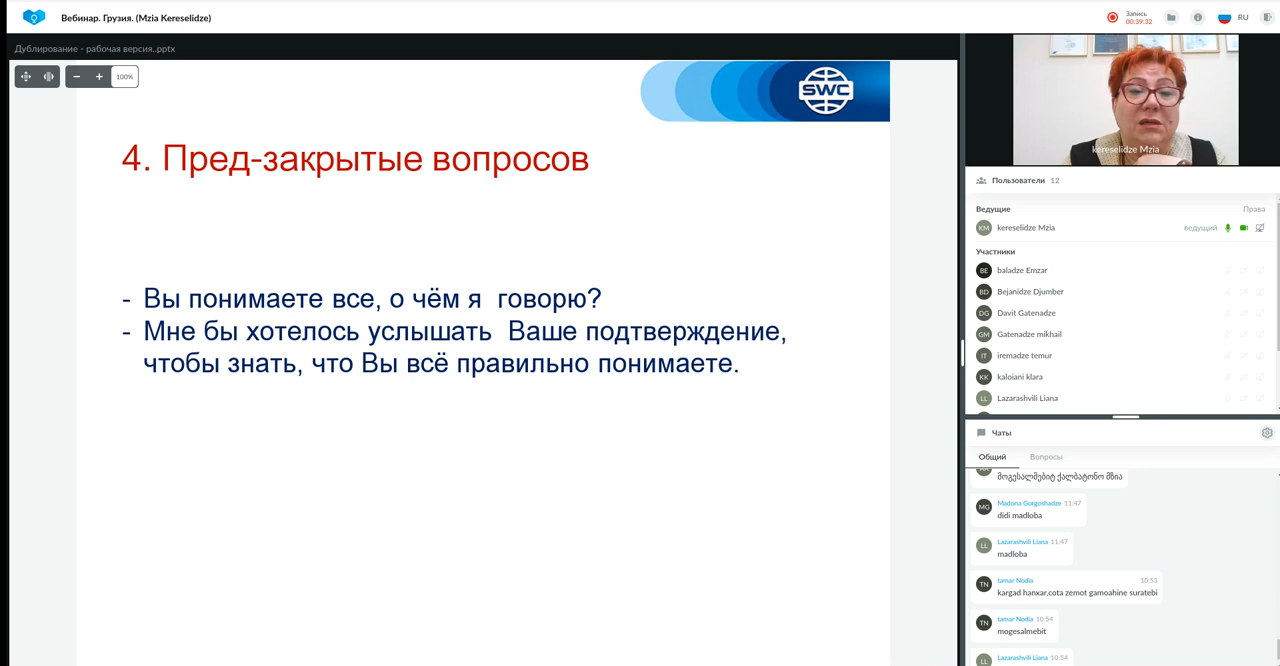 Вебинар. Грузия. (Mzia Kereselidze)
Запись
00:39:32
RU
Дублирование - рабочая версия..pptx
100%
SWC
4. Пред-закрытые вопросов
- Вы понимаете все, о чём я говорю?
- Мне бы хотелось услышать Ваше подтверждение,
чтобы знать, что Вы всё правильно понимаете.
kereselidze Mzia
Пользователи 12
Ведущие Права
KM kereselidze Mzia ведущий
Участники
BE baladze Emzar
BD Bejanidze Djumber
DG Davit Gatenadze
GM Gatenadze mikhail
IT iremadze temur
KK kaloiani klara
LL Lazarashvili Liana
Чаты
Общий Вопросы
მოგესალმებიტ ქალბატონო მზია
MG Madona Gorgoshadze 11:47
didi madloba
LL Lazarashvili Liana 11:47
madloba
TN tamar Nodia 10:53
kargad hanxar,cota zemot gamoahine suratebi
TN tamar Nodia 10:54
mogesalmebit
LL Lazarashvili Liana 10:54